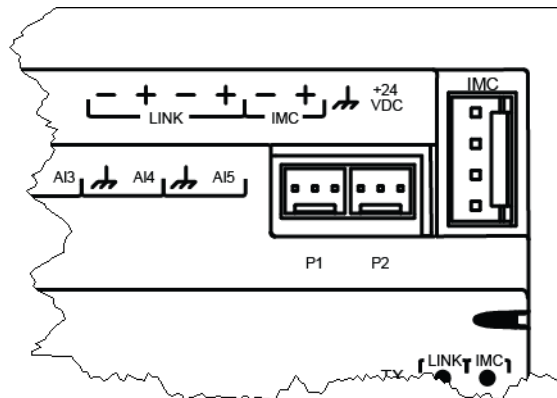 − + − + − + +24 VDC
LINK IMC
IMC
AI3 AI4 AI5
P1 P2
LINK IMC
TX